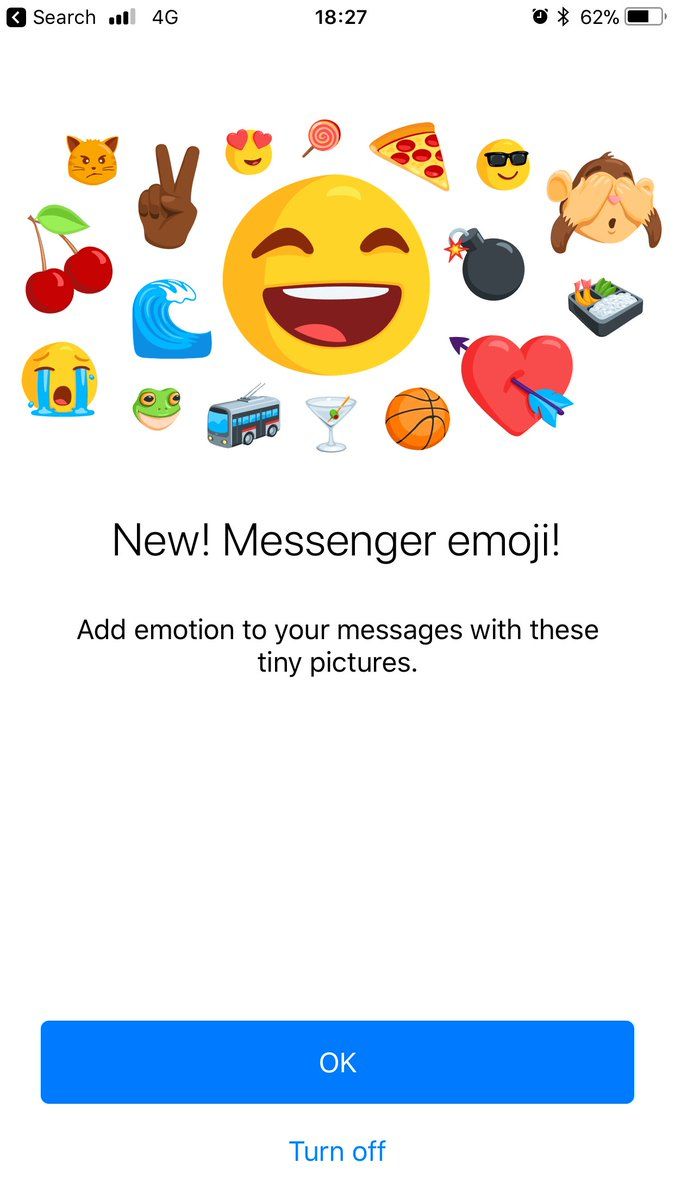 Search 4G 18:27 62%
New! Messenger emoji!
Add emotion to your messages with these
tiny pictures.
OK
Turn off